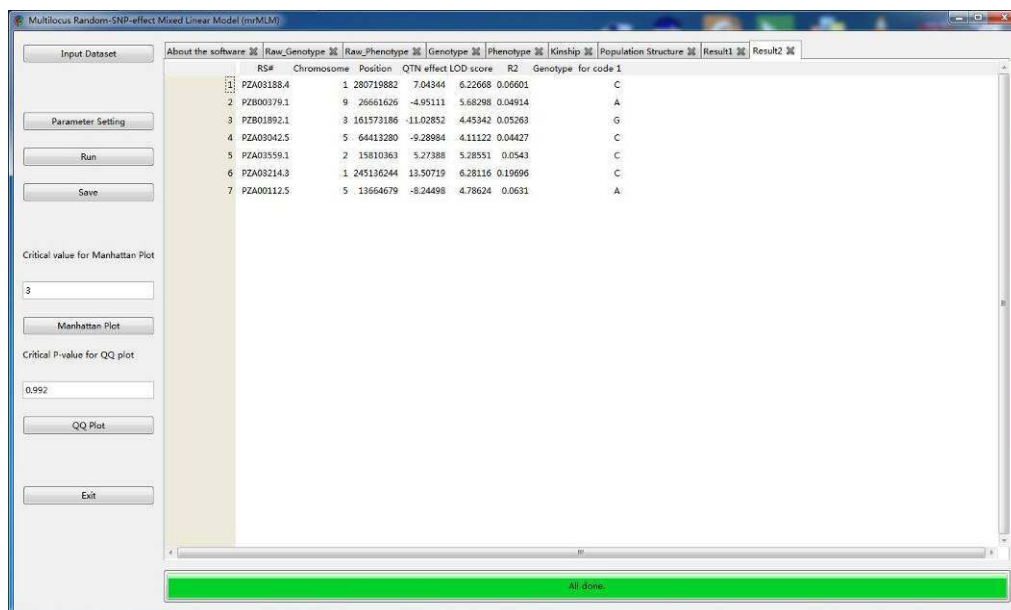 Multilocus Random-SNP-effect Mixed Linear Model (mrMLM)
Input Dataset
Parameter Setting
Run
Save
Critical value for Manhattan Plot
3
Manhattan Plot
Critical P-value for QQ plot
0.992
QQ Plot
Exit
About the software Raw_Genotype Raw_Phenotype Genotype Phenotype Kinship Population Structure Result1 Result2
RS# Chromosome Position QTN effect LOD score R2 Genotype for code 1
1 PZA03188.4 1 280719882 7.04344 6.22668 0.06601 C
2 PZB00379.1 9 26661626 -4.95111 5.68298 0.04914 A
3 PZB01892.1 3 161573186 -11.02852 4.45342 0.05263 G
4 PZA03042.5 5 64413280 -9.28984 4.11122 0.04427 C
5 PZA03559.1 2 15810363 5.27388 5.28551 0.0543 C
6 PZA03214.3 1 245136244 13.50719 6.28116 0.19696 C
7 PZA00112.5 5 13664679 -8.24498 4.78624 0.0631 A
All done.